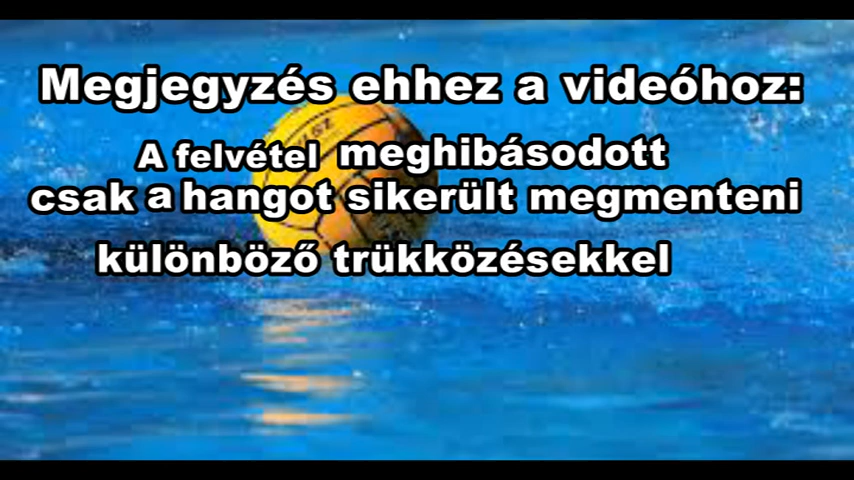 Megjegyzés ehhez a videóhoz:
A felvétel meghibásodott
csak a hangot sikerült megmenteni
különböző trükközésekkel